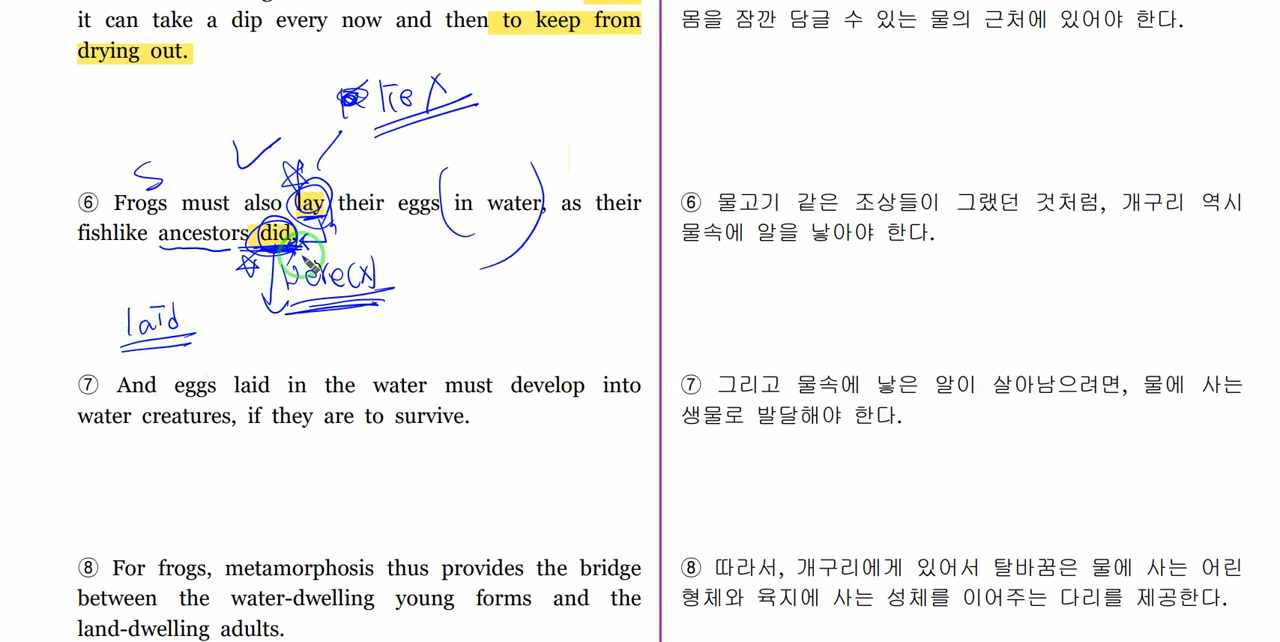 it can take a dip every now and then to keep from
drying out.
몸을 잠깐 담글 수 있는 물의 근처에 있어야 한다.
lie X
S
⑥ Frogs must also lay their eggs in water, as their
fishlike ancestors did.
were(X)
laid
⑥ 물고기 같은 조상들이 그랬던 것처럼, 개구리 역시
물속에 알을 낳아야 한다.
⑦ And eggs laid in the water must develop into
water creatures, if they are to survive.
⑦ 그리고 물속에 낳은 알이 살아남으려면, 물에 사는
생물로 발달해야 한다.
⑧ For frogs, metamorphosis thus provides the bridge
between the water-dwelling young forms and the
land-dwelling adults.
⑧ 따라서, 개구리에게 있어서 탈바꿈은 물에 사는 어린
형체와 육지에 사는 성체를 이어주는 다리를 제공한다.